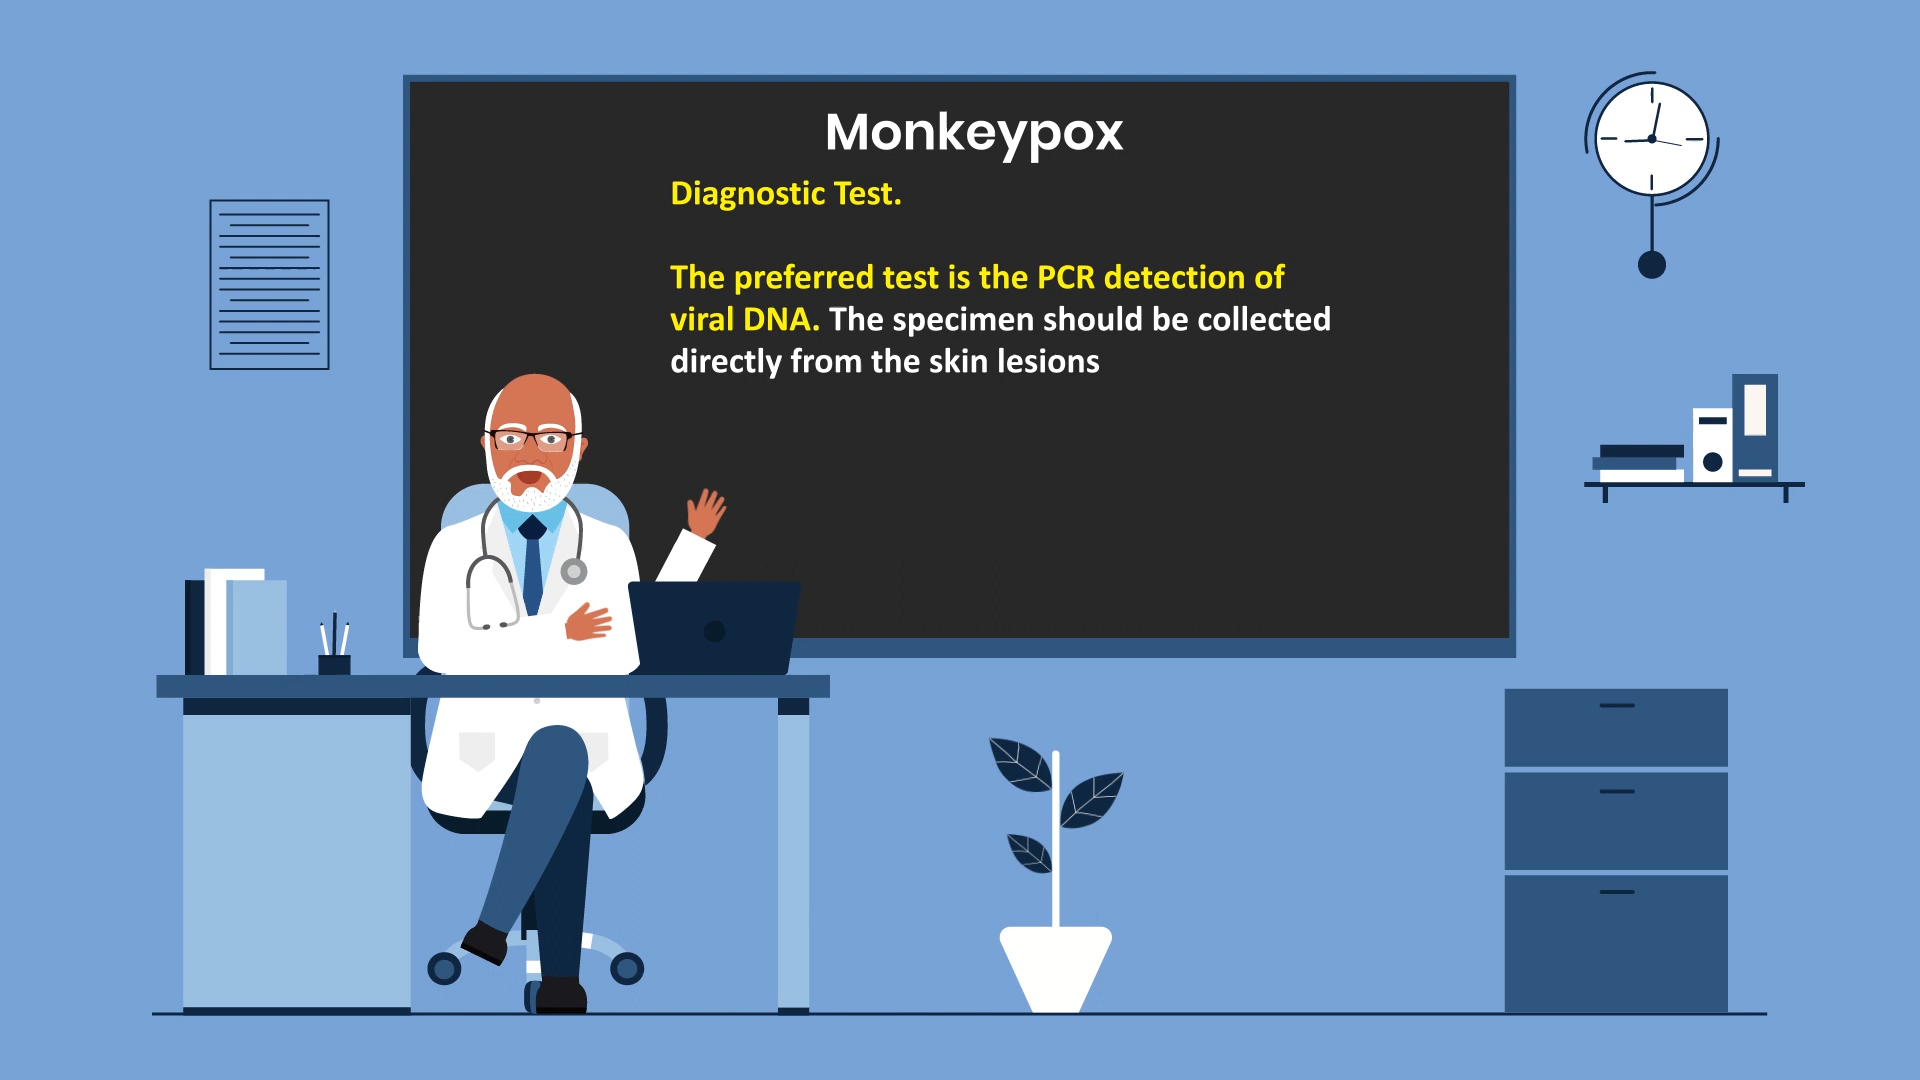 Monkeypox
Diagnostic Test.
The preferred test is the PCR detection of
viral DNA. The specimen should be collected
directly from the skin lesions